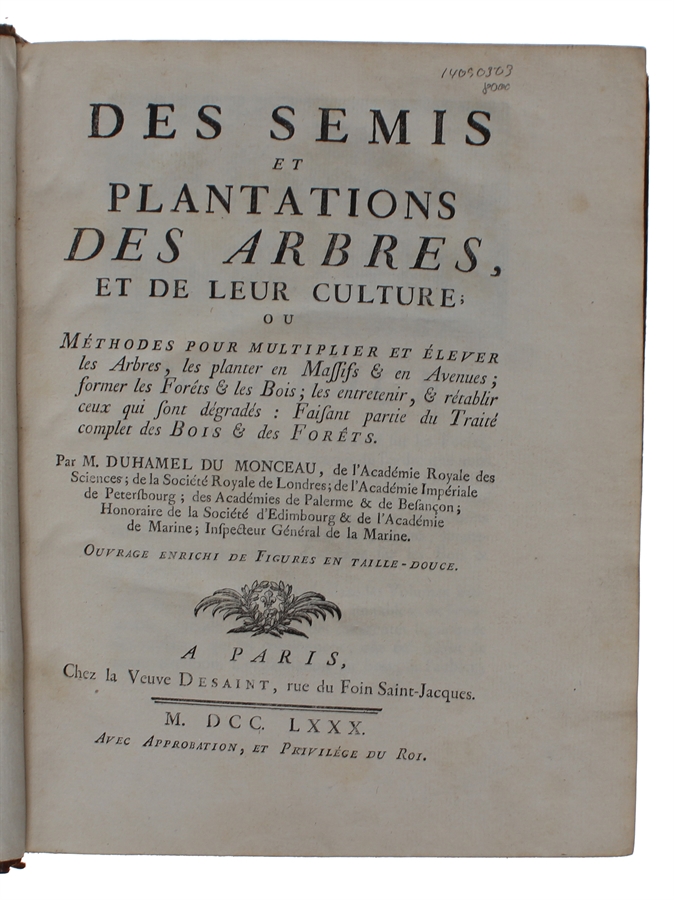 14090303
8000
DES SEMIS
ET
PLANTATIONS
DES ARBRES,
ET DE LEUR CULTURE;
OU
MÉTHODES POUR MULTIPLIER ET ÉLEVER
les Arbres, les planter en Maſſifs & en Avenues;
former les Foréts & les Bois; les entretenir, & rétablir
ceux qui ſont dégradés : Faiſant partie du Traité
complet des BOIS & des FORÊTS.
Par M. DUHAMEL DU MONCEAU, de l'Académie Royale des
Sciences; de la Société Royale de Londres; de l'Académie Impériale
de Peterſbourg; des Académies de Palerme & de Beſançon;
Honoraire de la Société d'Edimbourg & de l'Académie
de Marine; Inſpecteur Général de la Marine.
OUVRAGE ENRICHI DE FIGURES EN TAILLE-DOUCE.
A PARIS,
Chez la Veuve DESAINT, rue du Foin Saint-Jacques.
M. DCC. LXXX.
AVEC APPROBATION, ET PRIVILÉGE DU ROI.